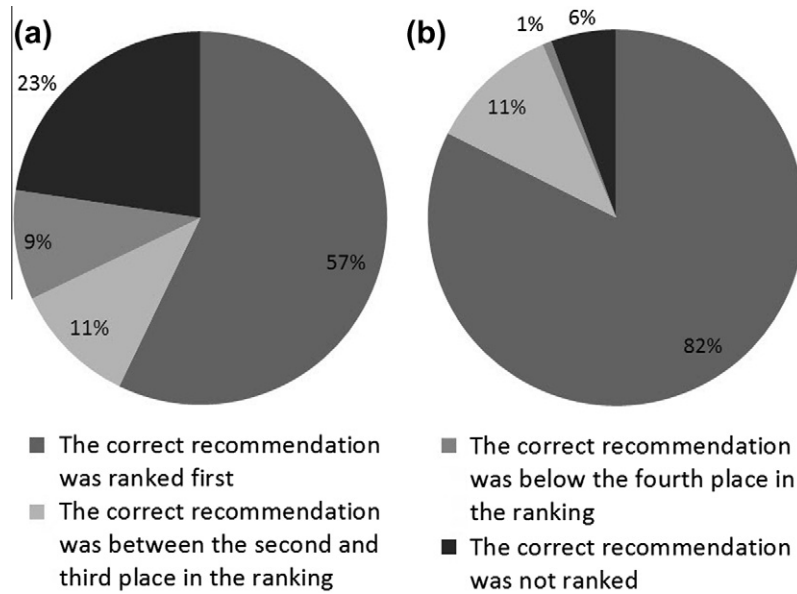 (a)
23%
9%
11%
57%
(b)
1%
6%
11%
82%
The correct recommendation
was ranked first
The correct recommendation
was between the second and
third place in the ranking
The correct recommendation
was below the fourth place in
the ranking
The correct recommendation
was not ranked